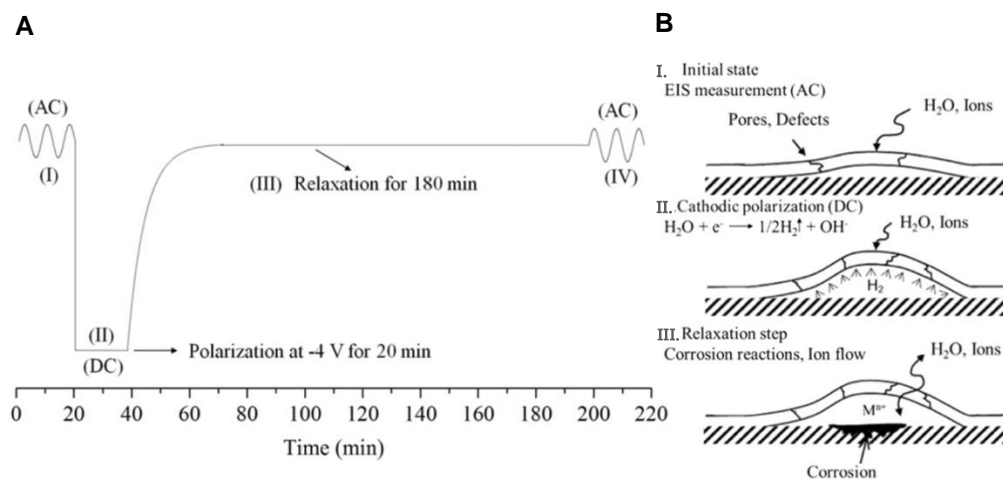 A
(AC)
(I)
(II)
(DC)
Polarization at -4 V for 20 min
(III) Relaxation for 180 min
(AC)
(IV)
0 20 40 60 80 100 120 140 160 180 200 220
Time (min)
B
I. Initial state
EIS measurement (AC)
H₂O, Ions
Pores, Defects
II. Cathodic polarization (DC)
H₂O + e⁻ → 1/2H₂↑ + OH⁻
H₂O, Ions
H₂
III. Relaxation step
Corrosion reactions, Ion flow
H₂O, Ions
Mⁿ⁺
Corrosion